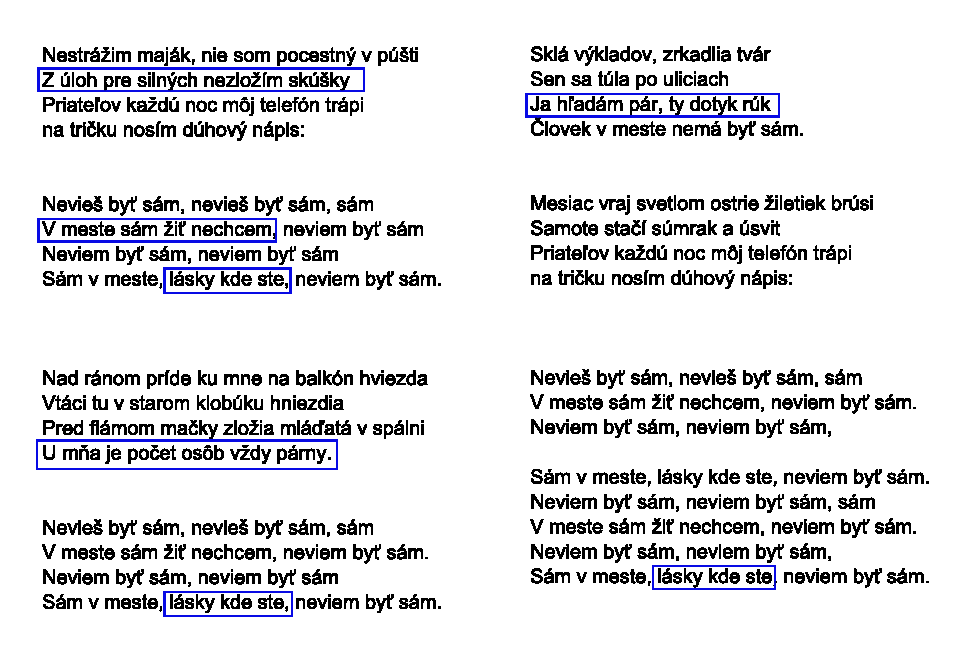 Nestrážim maják, nie som pocestný v púšti
Z úloh pre silných nezložím skúšky
Priateľov každú noc môj telefón trápi
na tričku nosím dúhový nápis:
Nevieš byť sám, nevieš byť sám, sám
V meste sám žiť nechcem, neviem byť sám
Neviem byť sám, neviem byť sám
Sám v meste, lásky kde ste, neviem byť sám.
Nad ránom príde ku mne na balkón hviezda
Vtáci tu v starom klobúku hniezdia
Pred flámom mačky zložia mláďatá v spálni
U mňa je počet osôb vždy párny.
Nevieš byť sám, nevieš byť sám, sám
V meste sám žiť nechcem, neviem byť sám.
Neviem byť sám, neviem byť sám
Sám v meste, lásky kde ste, neviem byť sám.
Sklá výkladov, zrkadlia tvár
Sen sa túla po uliciach
Ja hľadám pár, ty dotyk rúk
Človek v meste nemá byť sám.
Mesiac vraj svetlom ostrie žiletiek brúsi
Samote stačí súmrak a úsvit
Priateľov každú noc môj telefón trápi
na tričku nosím dúhový nápis:
Nevieš byť sám, nevieš byť sám, sám
V meste sám žiť nechcem, neviem byť sám.
Neviem byť sám, neviem byť sám,
Sám v meste, lásky kde ste, neviem byť sám.
Neviem byť sám, neviem byť sám, sám
V meste sám žiť nechcem, neviem byť sám.
Neviem byť sám, neviem byť sám,
Sám v meste, lásky kde ste, neviem byť sám.